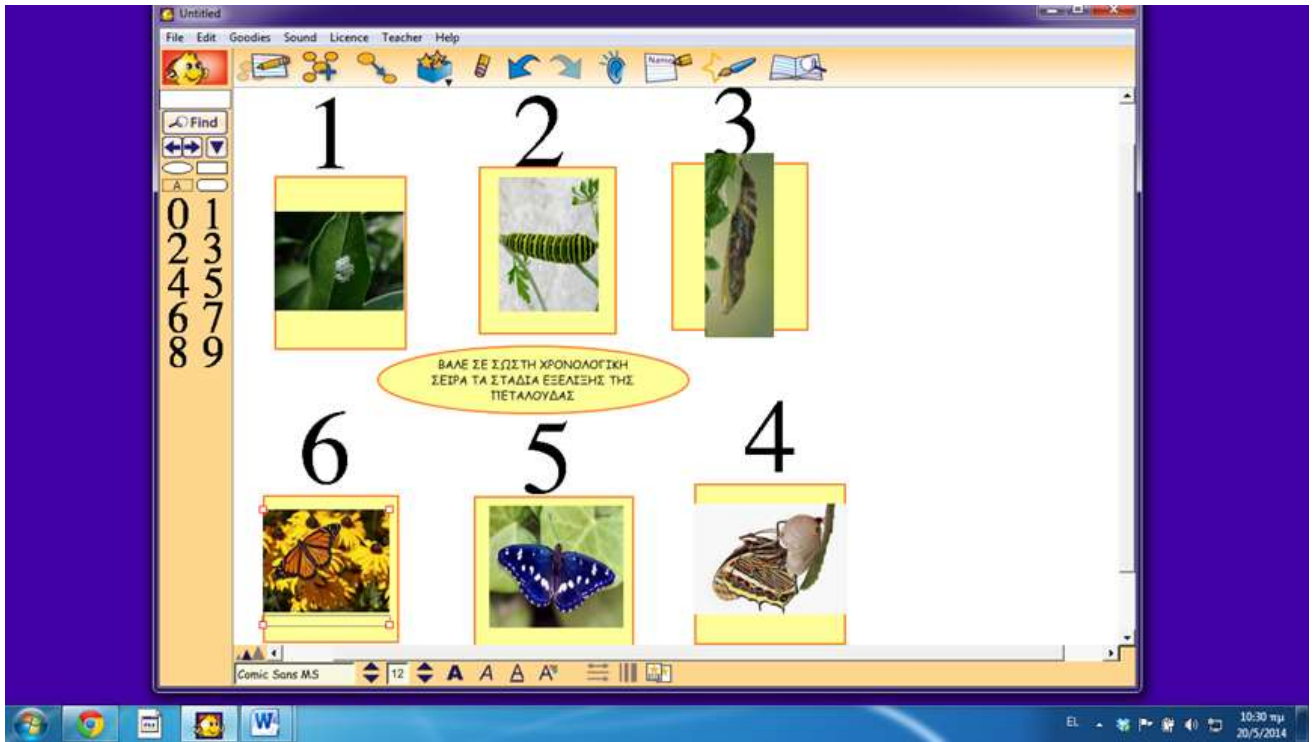 Untitled
File Edit Goodies Sound Licence Teacher Help
Name
Find
A
0 1
2 3
4 5
6 7
8 9
1 2 3
ΒΑΛΕ ΣΕ ΣΩΣΤΗ ΧΡΟΝΟΛΟΓΙΚΗ
ΣΕΙΡΑ ΤΑ ΣΤΑΔΙΑ ΕΞΕΛΙΞΗΣ ΤΗΣ
ΠΕΤΑΛΟΥΔΑΣ
6 5 4
Comic Sans MS 12 A A A A
W
EL
10:30 πμ
20/5/2014